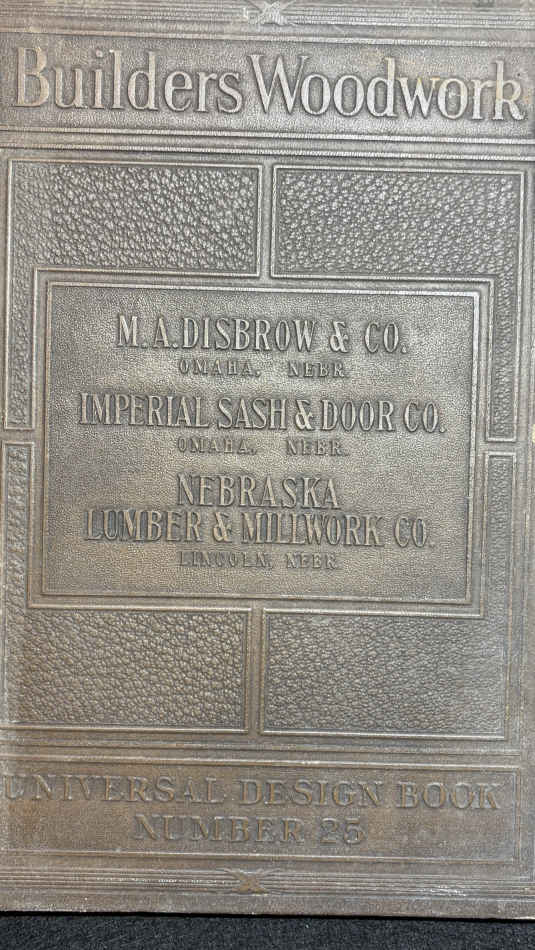 Builders Woodwork
M.A.DISBROW & CO.
OMAHA, NEBR.
IMPERIAL SASH & DOOR CO.
OMAHA, NEBR.
NEBRASKA
LUMBER & MILLWORK CO.
LINCOLN, NEBR.
UNIVERSAL DESIGN BOOK
NUMBER 25